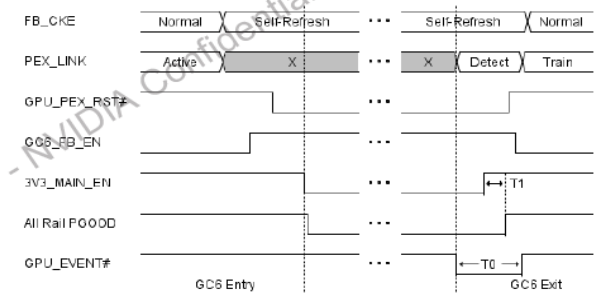 FB_CKE Normal Self-Refresh ... Self-Refresh Normal
PEX_LINK Active X ... X Detect Train
GPU_PEX_RST# ...
GC6_FB_EN ...
3V3_MAIN_EN ... T1
All Rail PGOOD ...
GPU_EVENT# ... T0
GC6 Entry GC6 Exit
- NVIDIA Confidential